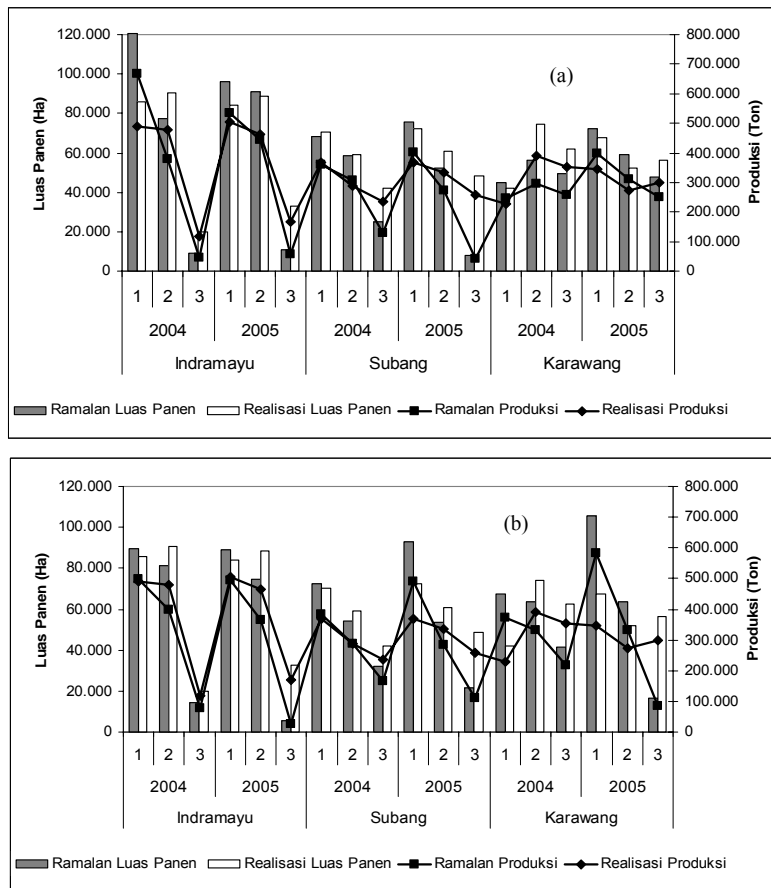 120.000
100.000
80.000
60.000
40.000
20.000
0
Luas Panen (Ha)
800.000
700.000
600.000
500.000
400.000
300.000
200.000
100.000
0
Produksi (Ton)
(a)
1 2 3 1 2 3 1 2 3 1 2 3 1 2 3 1 2 3
2004 2005 2004 2005 2004 2005
Indramayu Subang Karawang
Ramalan Luas Panen Realisasi Luas Panen Ramalan Produksi Realisasi Produksi
120.000
100.000
80.000
60.000
40.000
20.000
0
Luas Panen (Ha)
800.000
700.000
600.000
500.000
400.000
300.000
200.000
100.000
0
Produksi (Ton)
(b)
1 2 3 1 2 3 1 2 3 1 2 3 1 2 3 1 2 3
2004 2005 2004 2005 2004 2005
Indramayu Subang Karawang
Ramalan Luas Panen Realisasi Luas Panen Ramalan Produksi Realisasi Produksi